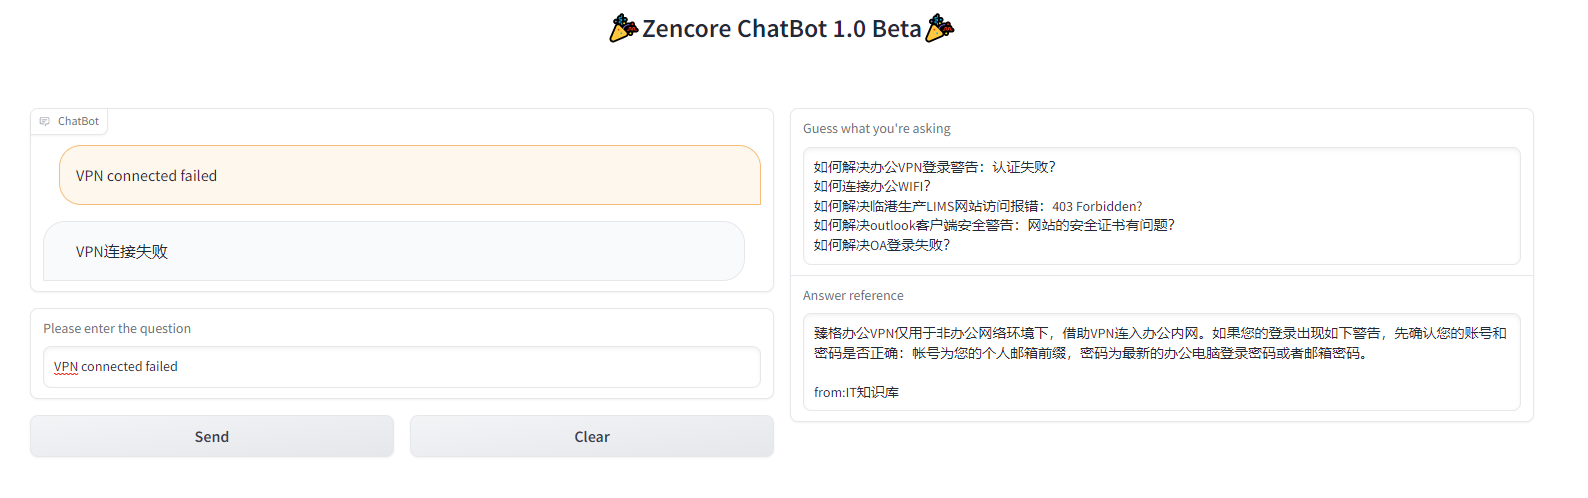 🎉Zencore ChatBot 1.0 Beta🎉
ChatBot
VPN connected failed
VPN连接失败
Please enter the question
VPN connected failed
Send
Clear
Guess what you're asking
如何解决办公VPN登录警告：认证失败？
如何连接办公WIFI？
如何解决临港生产LIMS网站访问报错：403 Forbidden？
如何解决outlook客户端安全警告：网站的安全证书有问题？
如何解决OA登录失败？
Answer reference
臻格办公VPN仅用于非办公网络环境下，借助VPN连入办公内网。如果您的登录出现如下警告，先确认您的账号和
密码是否正确：帐号为您的个人邮箱前缀，密码为最新的办公电脑登录密码或者邮箱密码。
from:IT知识库